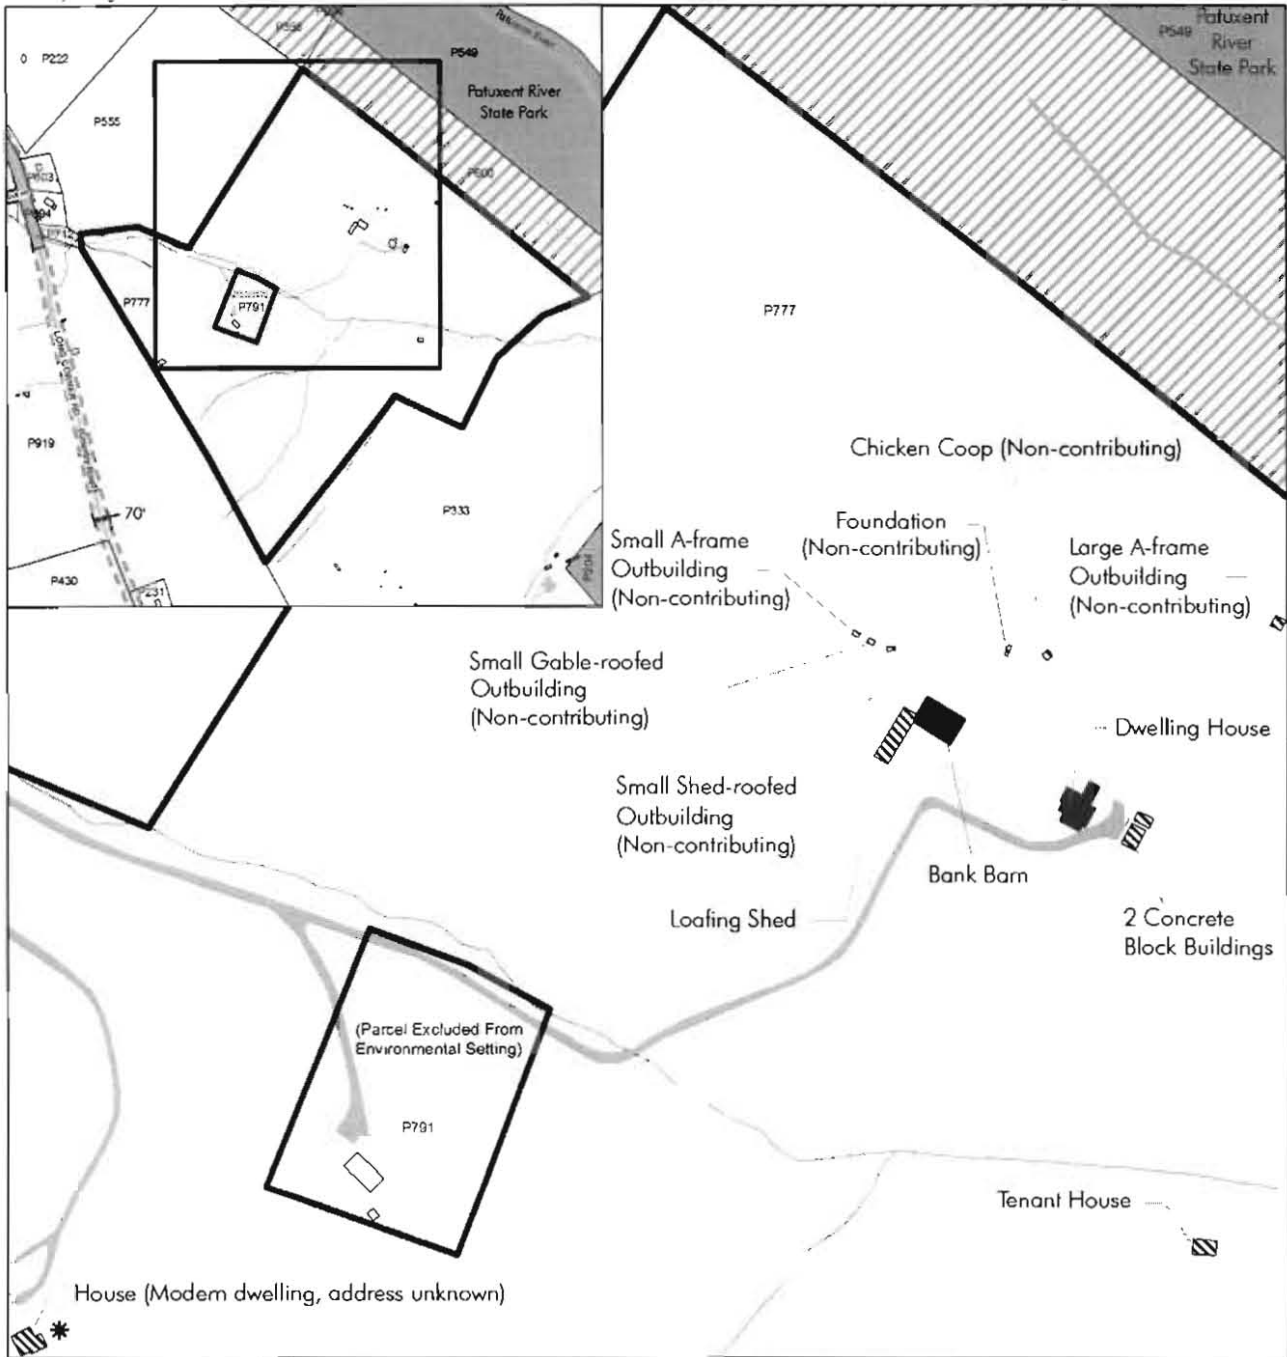 P222
P549
Patuxent River
State Park
P555
P600
P777
P791
P919
70'
P333
P430
Patuxent
River
State Park
P549
P777
Chicken Coop (Non-contributing)
Foundation
(Non-contributing)
Small A-frame
Outbuilding
(Non-contributing)
Large A-frame
Outbuilding
(Non-contributing)
Small Gable-roofed
Outbuilding
(Non-contributing)
Dwelling House
Small Shed-roofed
Outbuilding
(Non-contributing)
Bank Barn
Loafing Shed
2 Concrete
Block Buildings
(Parcel Excluded From
Environmental Setting)
P791
Tenant House
House (Modern dwelling, address unknown)